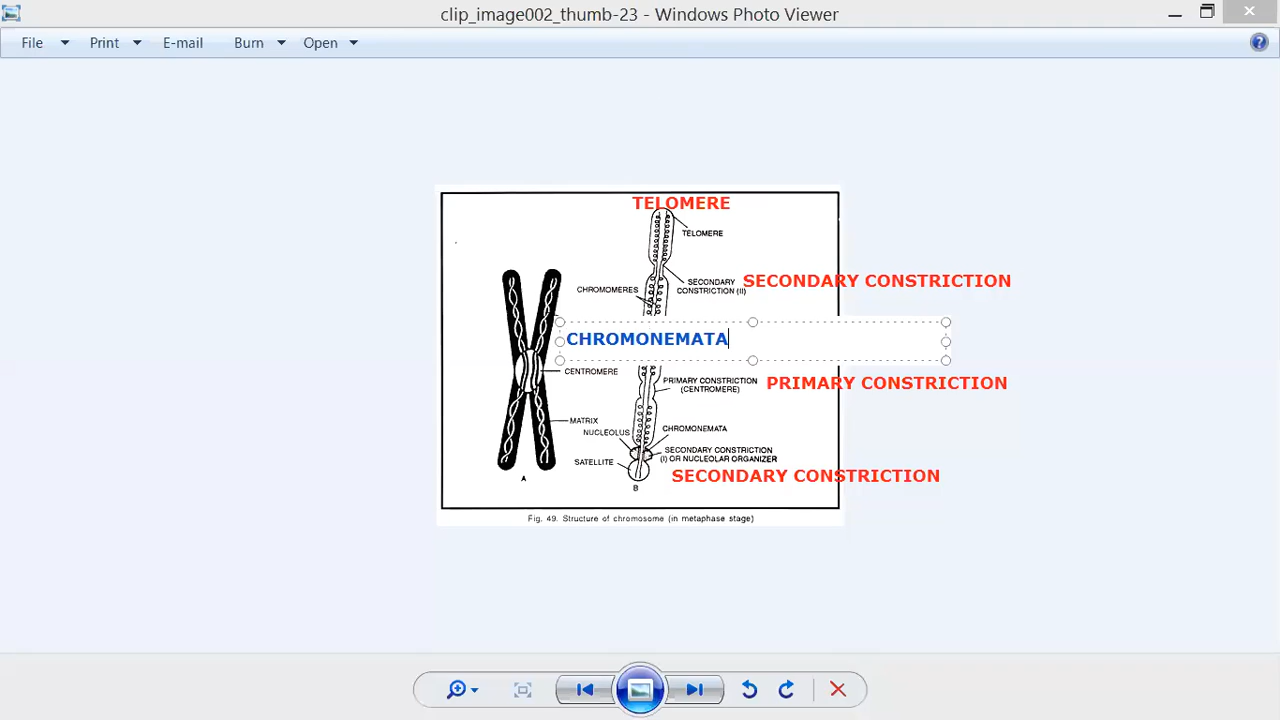 clip_image002_thumb-23 - Windows Photo Viewer
File Print E-mail Burn Open
TELOMERE
TELOMERE
SECONDARY
CONSTRICTION (II)
SECONDARY CONSTRICTION
CHROMOMERES
CHROMONEMATA
CENTROMERE
PRIMARY CONSTRICTION
(CENTROMERE)
PRIMARY CONSTRICTION
MATRIX
NUCLEOLUS
CHROMONEMATA
SECONDARY CONSTRICTION
(I) OR NUCLEOLAR ORGANIZER
SATELLITE
SECONDARY CONSTRICTION
A
B
Fig. 49. Structure of chromosome (in metaphase stage)